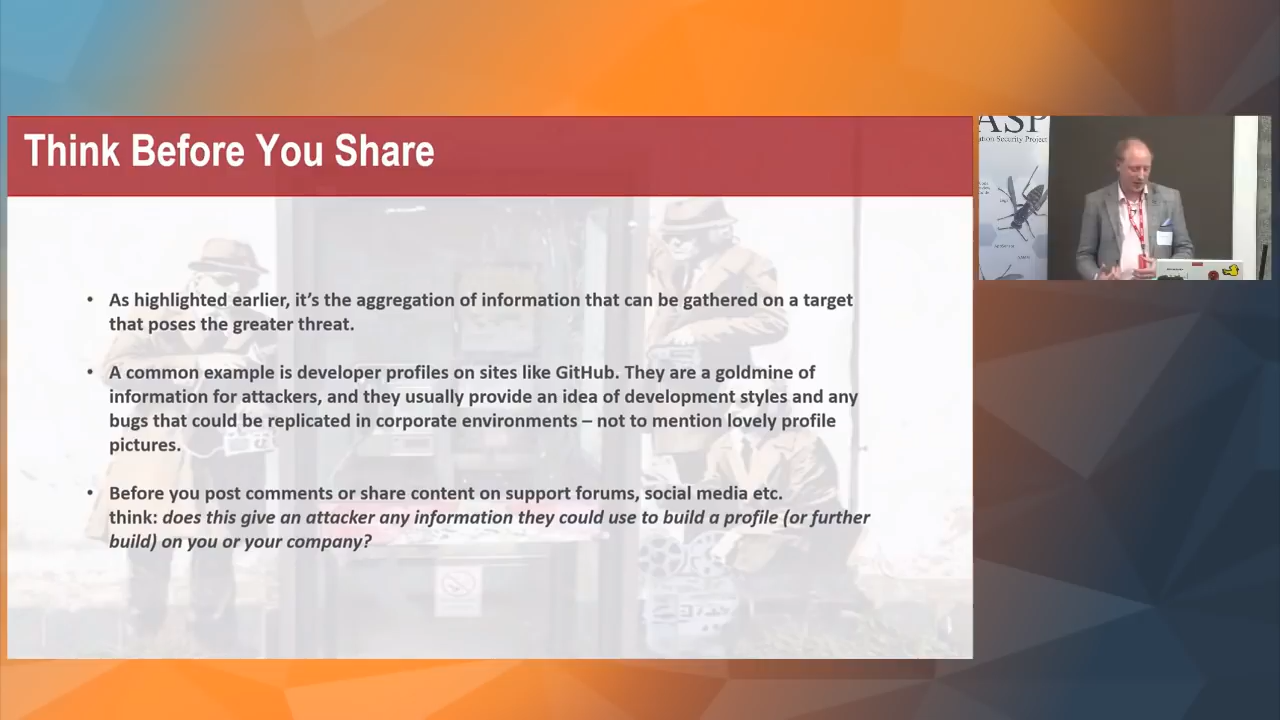 Think Before You Share
• As highlighted earlier, it's the aggregation of information that can be gathered on a target
that poses the greater threat.
• A common example is developer profiles on sites like GitHub. They are a goldmine of
information for attackers, and they usually provide an idea of development styles and any
bugs that could be replicated in corporate environments – not to mention lovely profile
pictures.
• Before you post comments or share content on support forums, social media etc.
think: does this give an attacker any information they could use to build a profile (or further
build) on you or your company?
ASP
ation Security Project